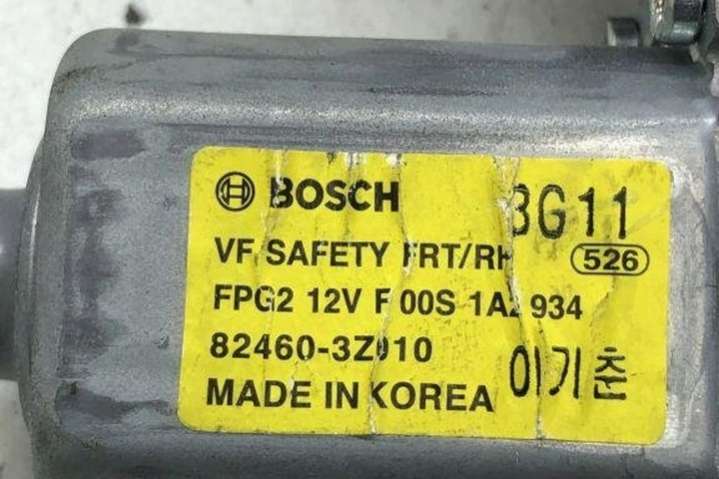 BOSCH 3G11
VF SAFETY FRT/RH 526
FPG2 12V F 00S 1A2 934
82460-3Z010
MADE IN KOREA 이기춘